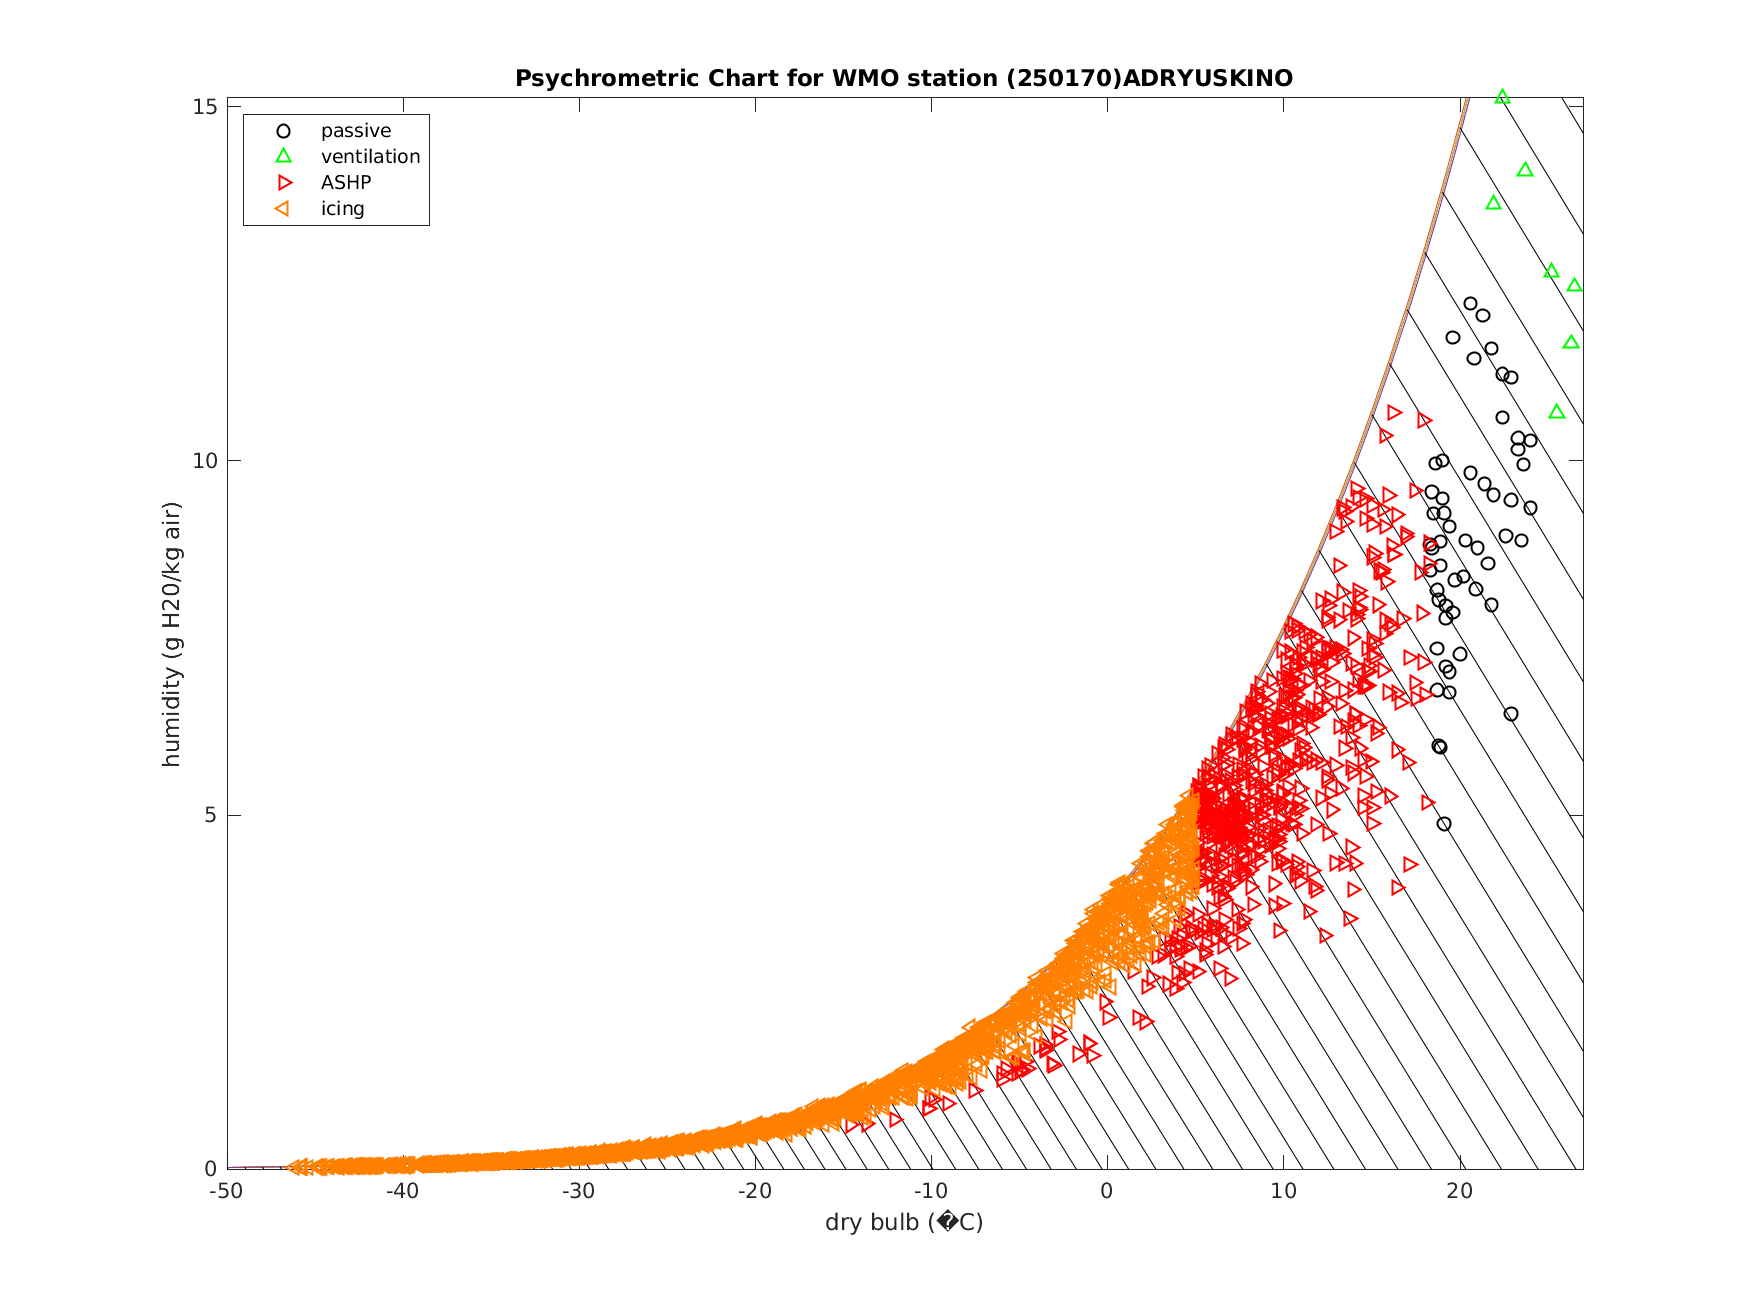 Psychrometric Chart for WMO station (250170)ADRYUSKINO
passive
ventilation
ASHP
icing
15
10
5
0
humidity (g H20/kg air)
-50 -40 -30 -20 -10 0 10 20
dry bulb (�C)